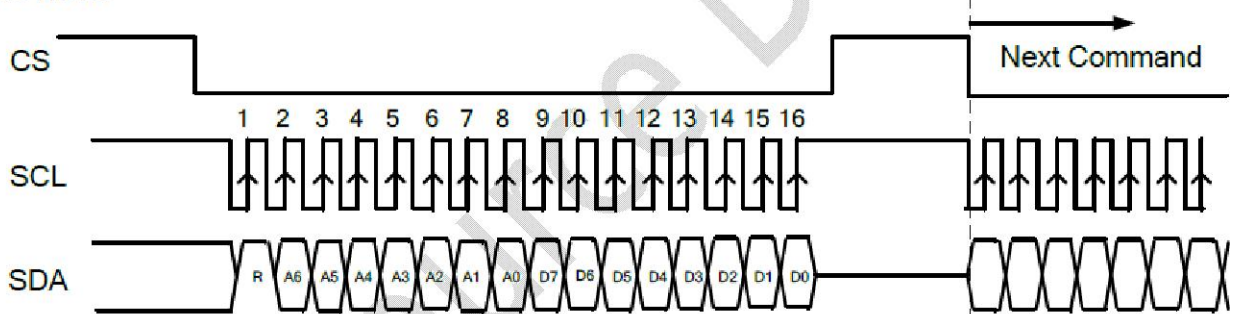 CS
Next Command
1 2 3 4 5 6 7 8 9 10 11 12 13 14 15 16
SCL
SDA
R A6 A5 A4 A3 A2 A1 A0 D7 D6 D5 D4 D3 D2 D1 D0